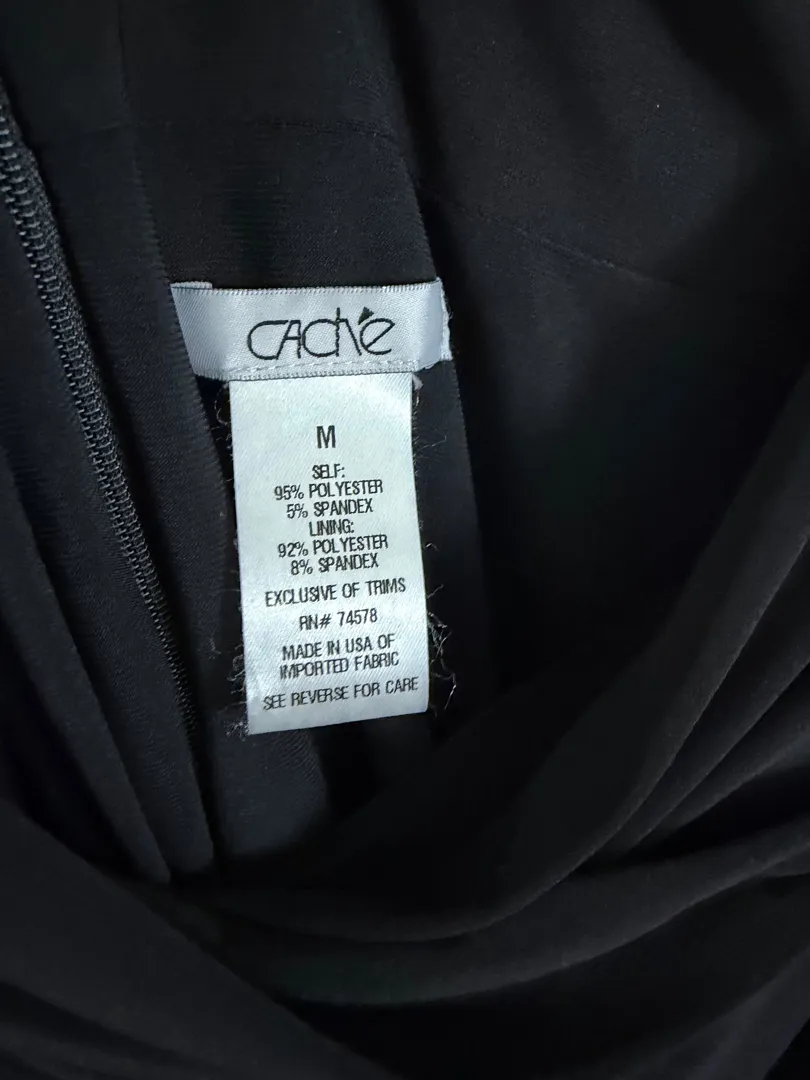 CACHÉ
M
SELF:
95% POLYESTER
5% SPANDEX
LINING:
92% POLYESTER
8% SPANDEX
EXCLUSIVE OF TRIMS
RN# 74578
MADE IN USA OF
IMPORTED FABRIC
SEE REVERSE FOR CARE